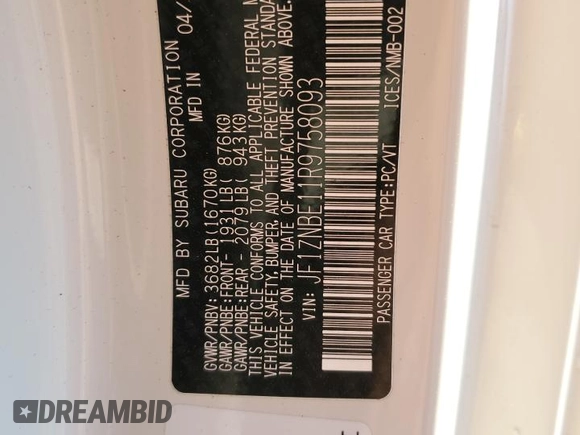 MFD BY SUBARU CORPORATION 04/
MFD IN
GVWR/PNBV: 3682LB(1670KG)
GAWR/PNBE:FRONT- 1931LB( 876KG)
GAWR/PNBE:REAR - 2079LB( 943KG)
THIS VEHICLE CONFORMS TO ALL APPLICABLE FEDERAL
VEHICLE SAFETY, BUMPER, AND THEFT PREVENTION STANDA
IN EFFECT ON THE DATE OF MANUFACTURE SHOWN ABOVE.
VIN: JF1ZNBE11R9758093
PASSENGER CAR TYPE:PC/VT ICES/NMB-002
DREAMBID